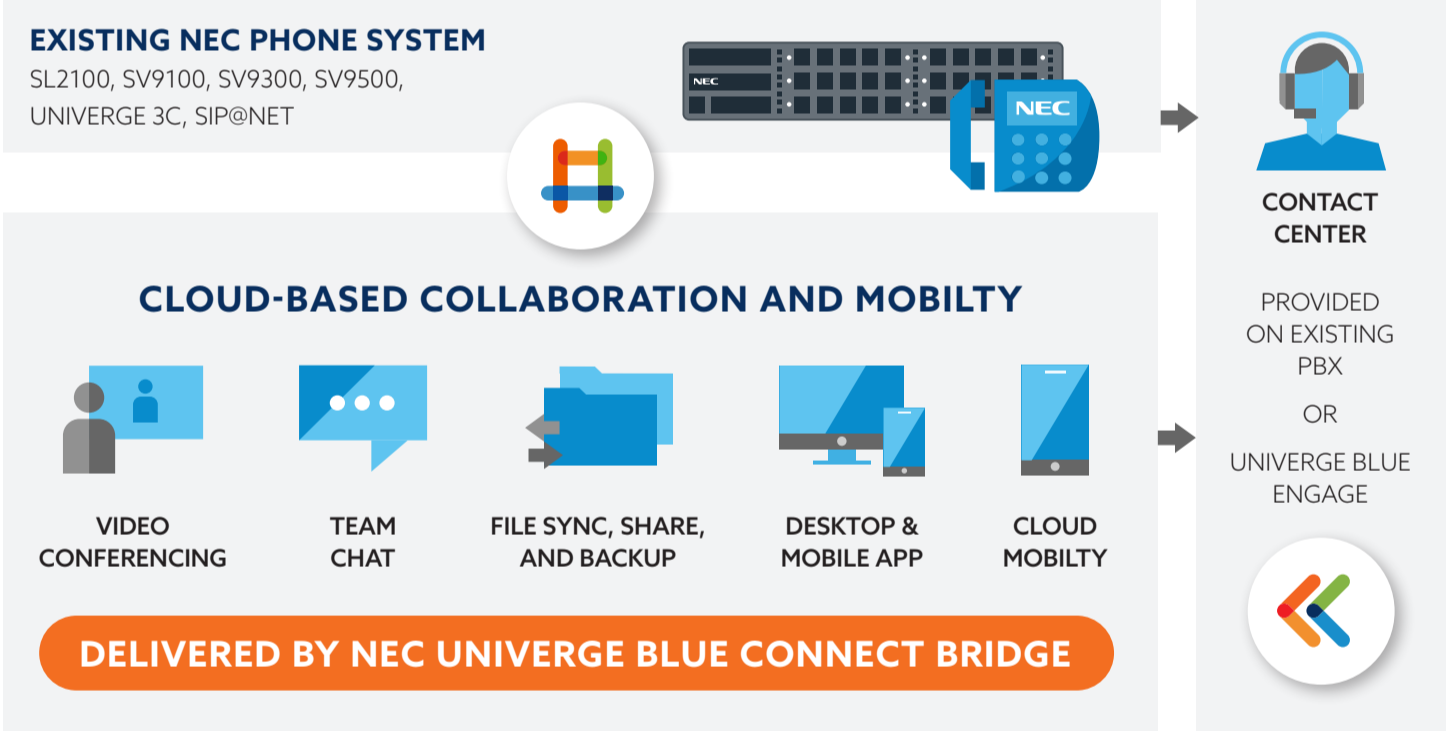 EXISTING NEC PHONE SYSTEM
SL2100, SV9100, SV9300, SV9500,
UNIVERGE 3C, SIP@NET
NEC
NEC
CLOUD-BASED COLLABORATION AND MOBILTY
VIDEO
CONFERENCING
TEAM
CHAT
FILE SYNC, SHARE,
AND BACKUP
DESKTOP &
MOBILE APP
CLOUD
MOBILTY
DELIVERED BY NEC UNIVERGE BLUE CONNECT BRIDGE
CONTACT
CENTER
PROVIDED
ON EXISTING
PBX
OR
UNIVERGE BLUE
ENGAGE